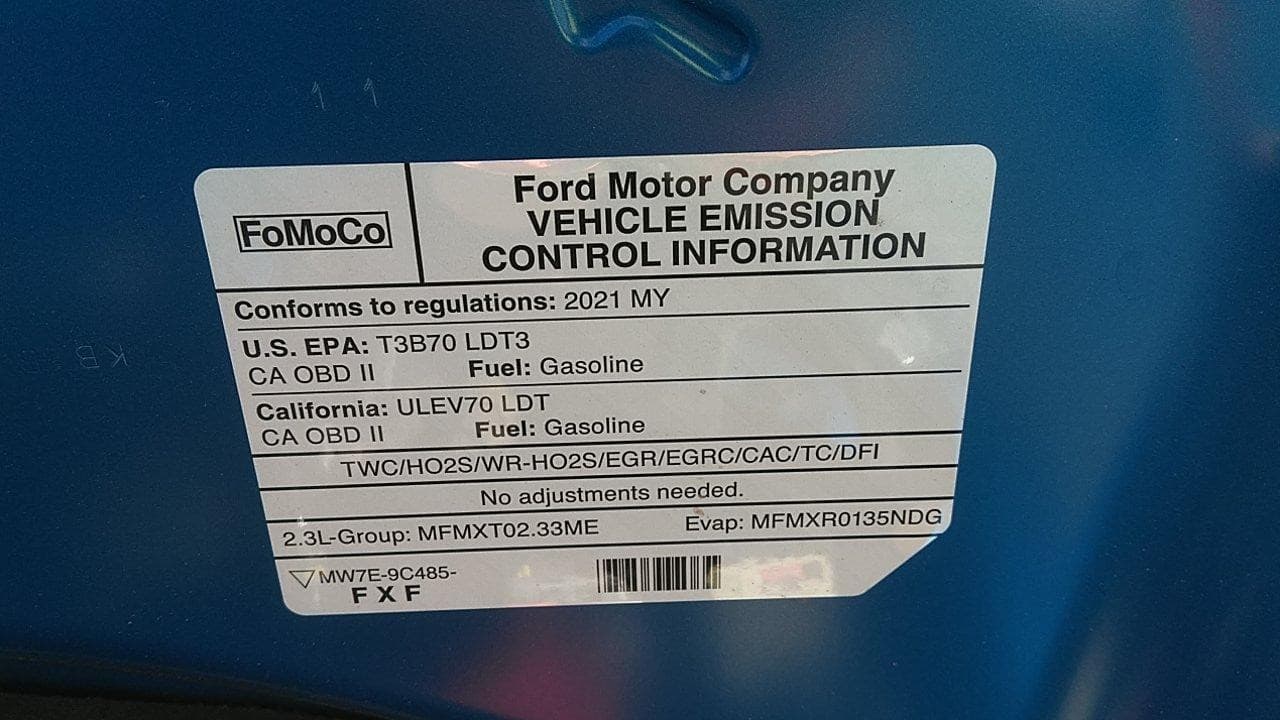 FoMoCo
Ford Motor Company
VEHICLE EMISSION
CONTROL INFORMATION
Conforms to regulations: 2021 MY
U.S. EPA: T3B70 LDT3
CA OBD II Fuel: Gasoline
California: ULEV70 LDT
CA OBD II Fuel: Gasoline
TWC/HO2S/WR-HO2S/EGR/EGRC/CAC/TC/DFI
No adjustments needed.
2.3L-Group: MFMXT02.33ME Evap: MFMXR0135NDG
MW7E-9C485-
FXF